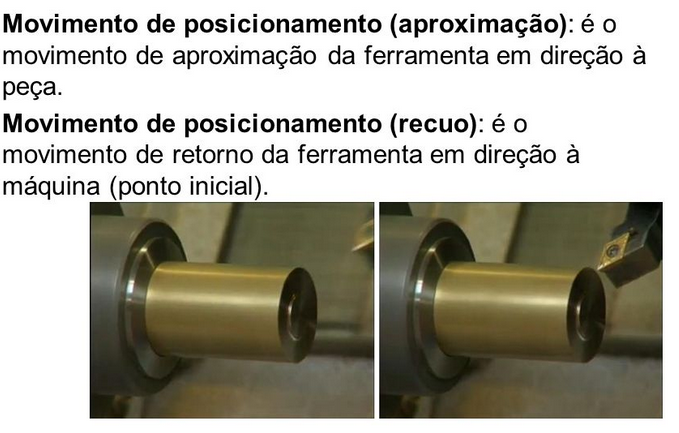 Movimento de posicionamento (aproximação): é o
movimento de aproximação da ferramenta em direção à
peça.
Movimento de posicionamento (recuo): é o
movimento de retorno da ferramenta em direção à
máquina (ponto inicial).